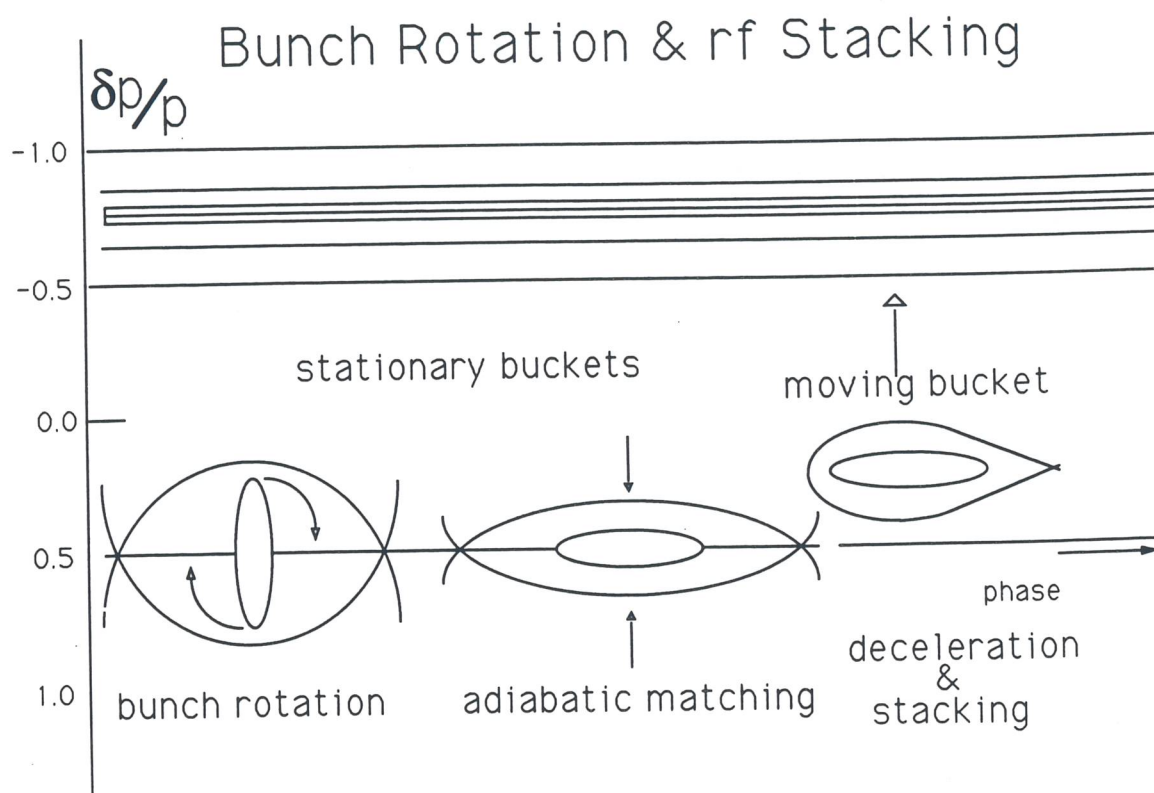 Bunch Rotation & rf Stacking
δp/p
-1.0
-0.5
stationary buckets
moving bucket
0.0
0.5
phase
deceleration
&
stacking
1.0
bunch rotation
adiabatic matching